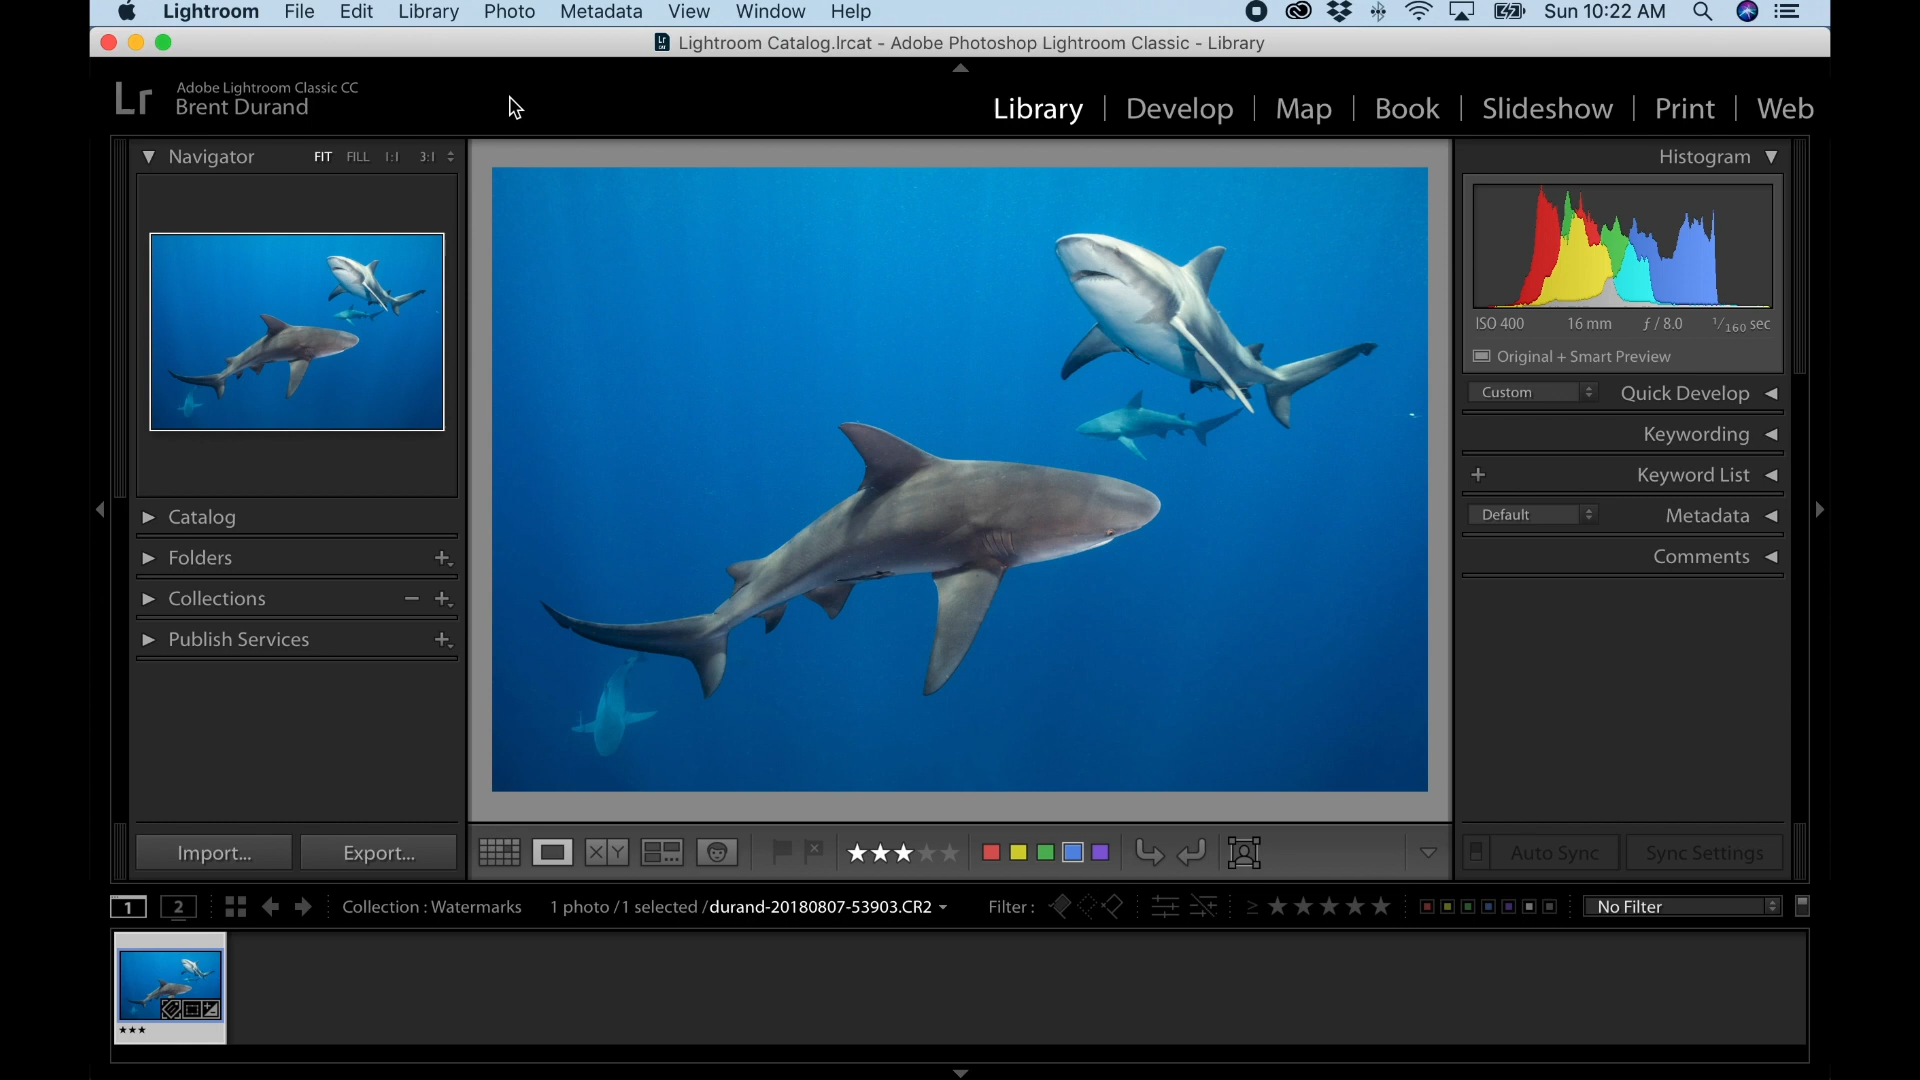 Lightroom File Edit Library Photo Metadata View Window Help Sun 10:22 AM
Lightroom Catalog.lrcat - Adobe Photoshop Lightroom Classic - Library
Lr Adobe Lightroom Classic CC
Brent Durand
Library Develop Map Book Slideshow Print Web
Navigator FIT FILL 1:1 3:1
Histogram
ISO 400 16 mm ƒ / 8.0 1/160 sec
Original + Smart Preview
Custom Quick Develop
Keywording
Keyword List
Default Metadata
Comments
Catalog
Folders
Collections
Publish Services
Import... Export...
X Y
Auto Sync Sync Settings
1 2 Collection : Watermarks 1 photo / 1 selected / durand-20180807-53903.CR2 Filter : ≥ No Filter